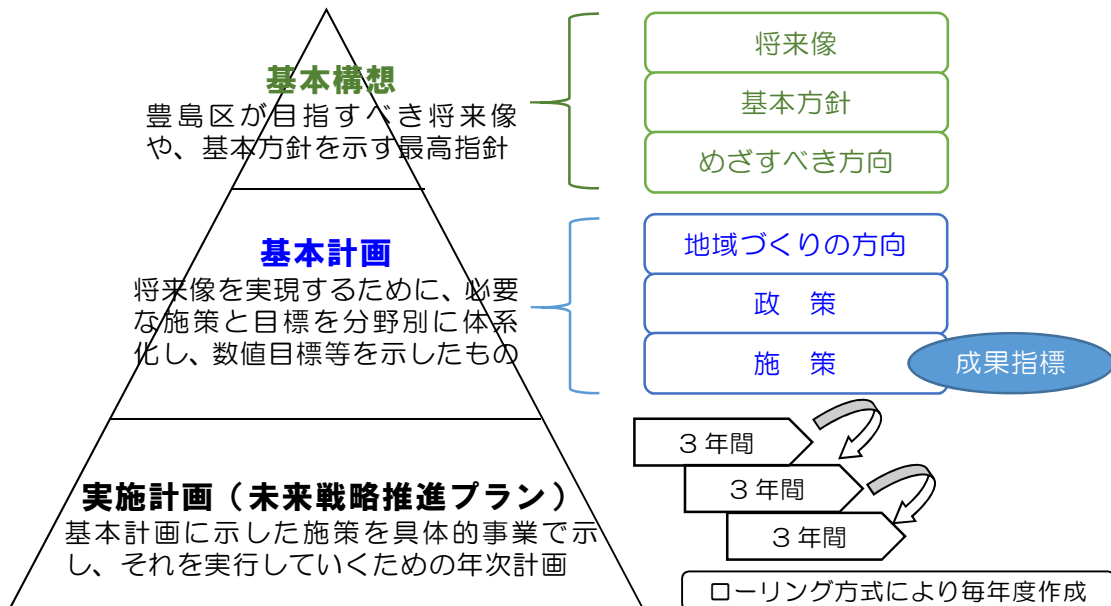 基本構想
豊島区が目指すべき将来像
や、基本方針を示す最高指針
将来像
基本方針
めざすべき方向
基本計画
将来像を実現するために、必要
な施策と目標を分野別に体系
化し、数値目標等を示したもの
地域づくりの方向
政　策
施　策
成果指標
実施計画（未来戦略推進プラン）
基本計画に示した施策を具体的事業で示
し、それを実行していくための年次計画
3 年間
3 年間
3 年間
ローリング方式により毎年度作成